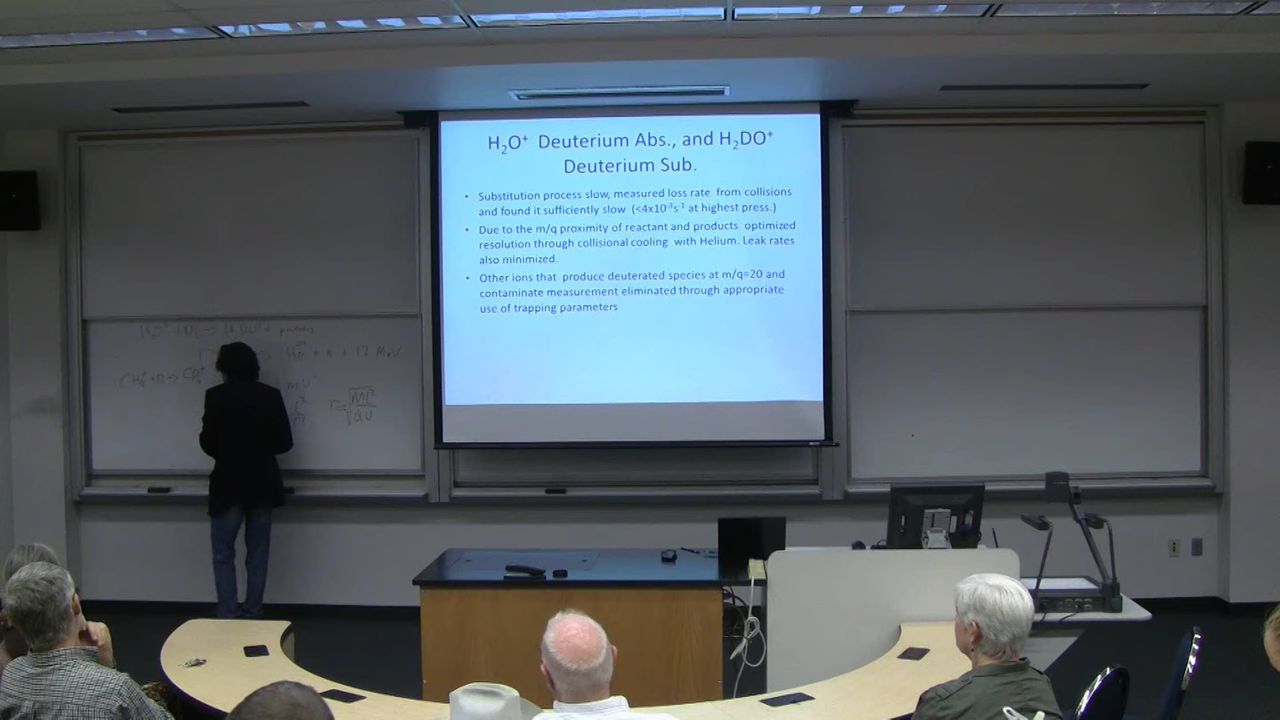 H₂O⁺ Deuterium Abs., and H₂DO⁺
Deuterium Sub.
• Substitution process slow, measured loss rate from collisions
and found it sufficiently slow (<4x10⁻³s⁻¹ at highest press.)
• Due to the m/q proximity of reactant and products optimized
resolution through collisional cooling with Helium. Leak rates
also minimized.
• Other ions that produce deuterated species at m/q=20 and
contaminate measurement eliminated through appropriate
use of trapping parameters